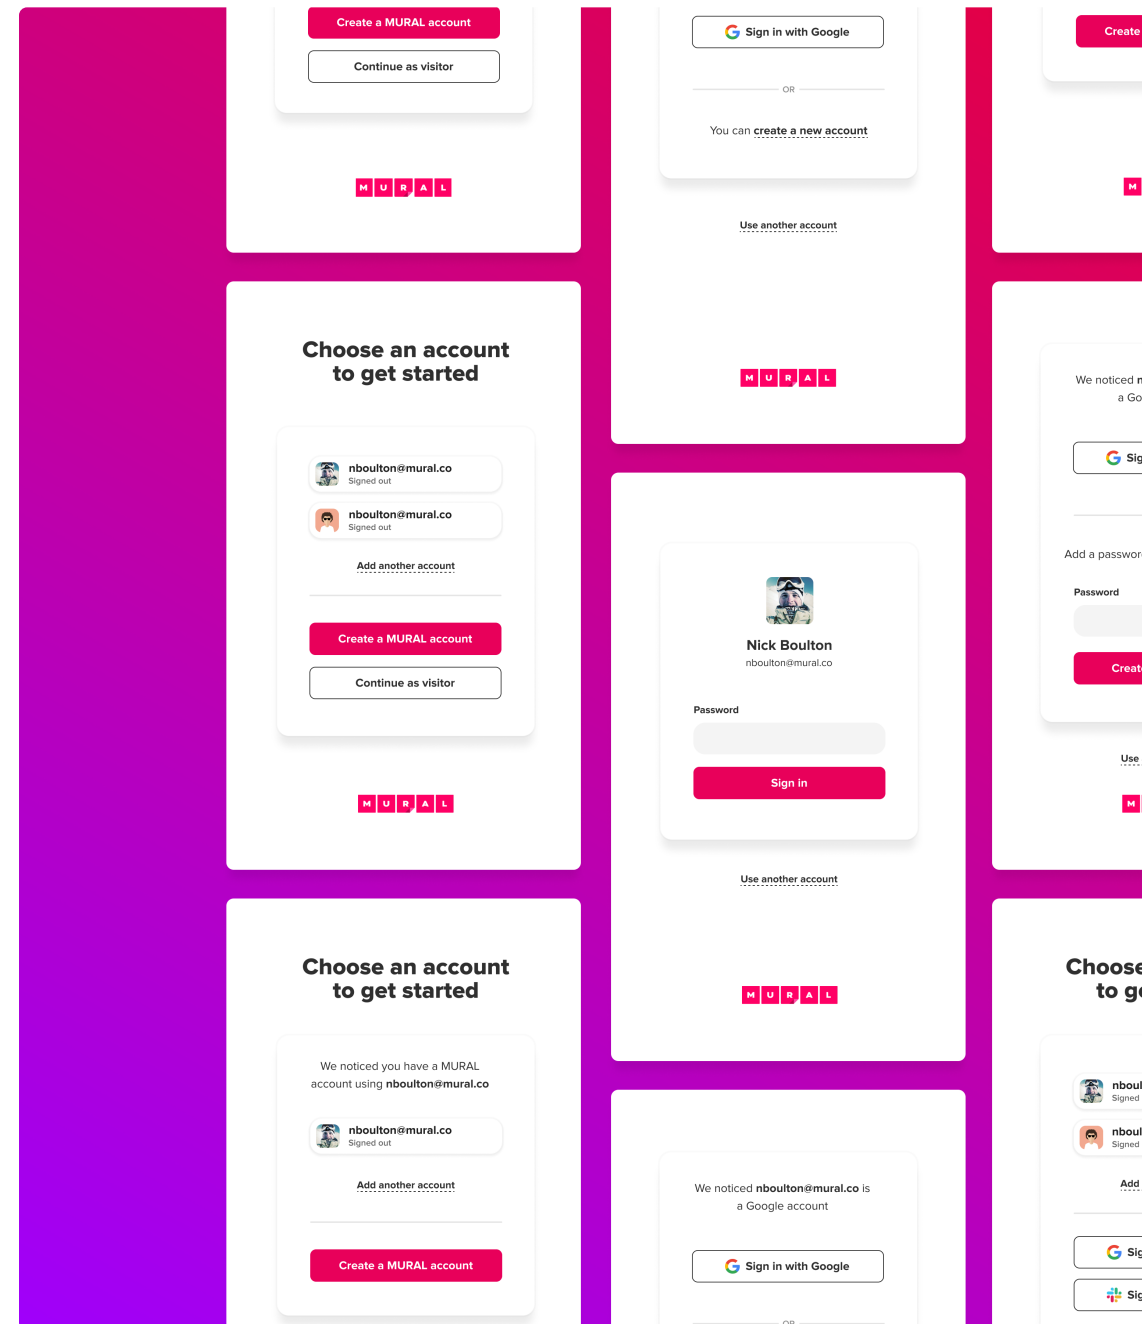 Create a MURAL account
Continue as visitor
MURAL
Choose an account
to get started
nboulton@mural.co
Signed out
nboulton@mural.co
Signed out
Add another account
Create a MURAL account
Continue as visitor
MURAL
Choose an account
to get started
We noticed you have a MURAL
account using nboulton@mural.co
nboulton@mural.co
Signed out
Add another account
Create a MURAL account
Sign in with Google
OR
You can create a new account
Use another account
MURAL
Nick Boulton
nboulton@mural.co
Password
Sign in
Use another account
MURAL
We noticed nboulton@mural.co is
a Google account
Sign in with Google
OR
Create
M
We noticed n
a Go
Sig
Add a passwor
Password
Creat
Use
M
Choose
to g
nboul
Signed
nboul
Signed
Add
Sig
Sig